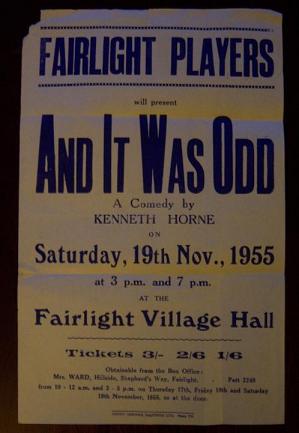 FAIRLIGHT PLAYERS
will present
AND IT WAS ODD
A Comedy by
KENNETH HORNE
ON
Saturday, 19th Nov., 1955
at 3 p.m. and 7 p.m.
AT THE
Fairlight Village Hall
Tickets 3/- 2/6 1/6
Obtainable from the Box Office:
Mrs. WARD, Hillside, Shepherd's Way, Fairlight. - Pett 2248
from 10 - 12 a.m. and 2 - 5 p.m. on Thursday 17th, Friday 18th and Saturday
19th November, 1955, or at the door.